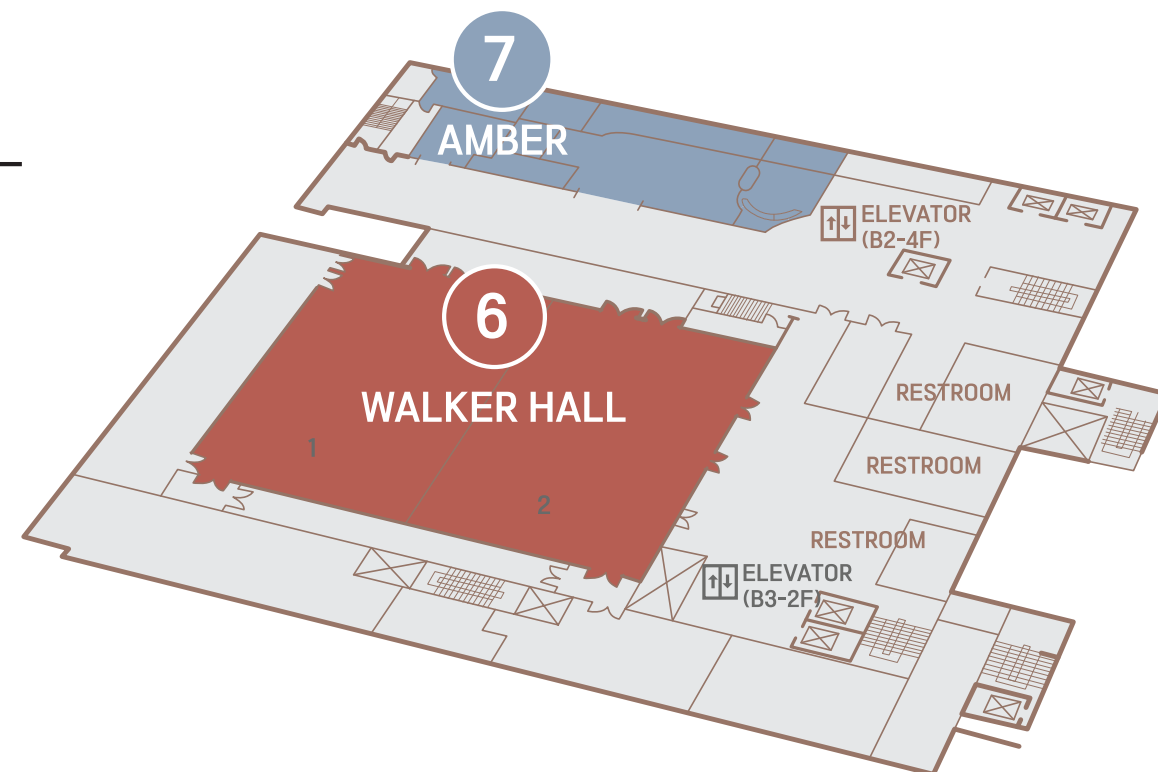 7
AMBER
ELEVATOR
(B2-4F)
6
WALKER HALL
1
2
RESTROOM
RESTROOM
RESTROOM
ELEVATOR
(B3-2F)